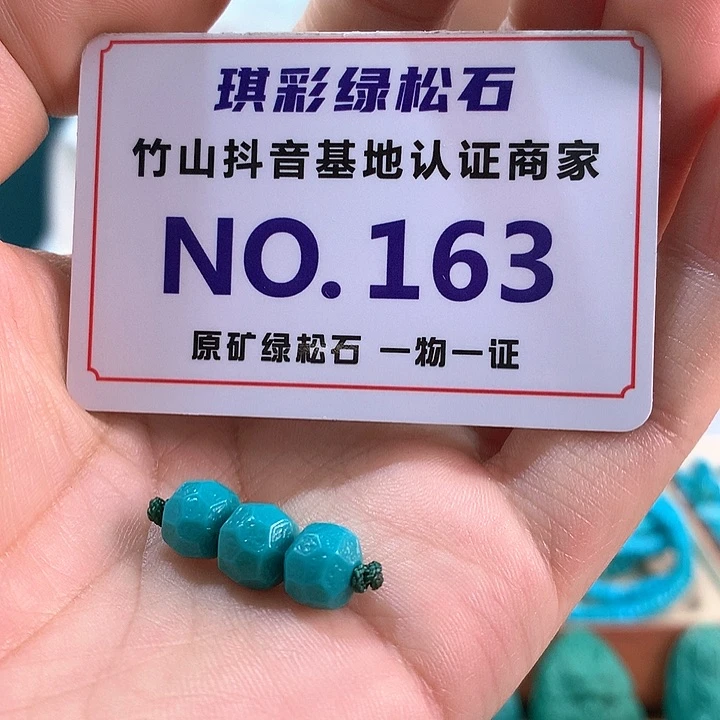 琪彩绿松石
竹山抖音基地认证商家
NO.163
原矿绿松石 一物一证